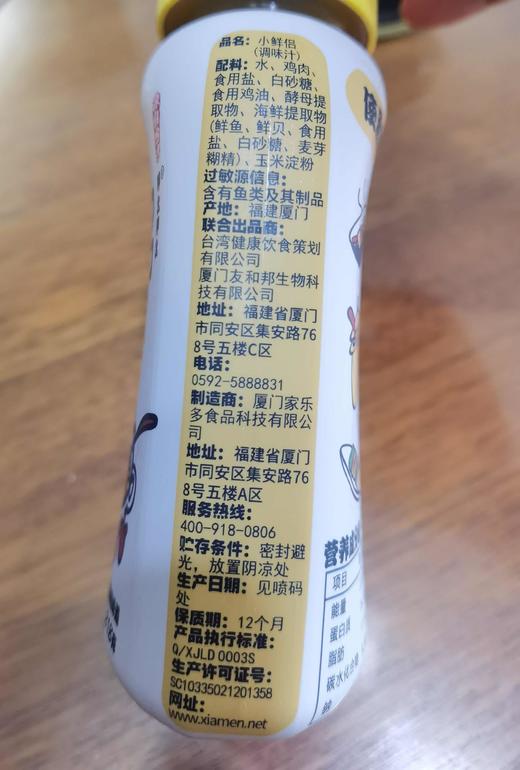 品名：小鲜侣
（调味汁）
配料：水、鸡肉、
食用盐、白砂糖、
食用鸡油、酵母提
取物、海鲜提取物
（鲜鱼、鲜贝、食用
盐、白砂糖、麦芽
糊精）、玉米淀粉
过敏源信息：
含有鱼类及其制品
产地：福建厦门
联合出品商：
台湾健康饮食策划
有限公司
厦门友和邦生物科
技有限公司
地址：福建省厦门
市同安区集安路76
8号五楼C区
电话：
0592-5888831
制造商：厦门家乐
多食品科技有限公
司
地址：福建省厦门
市同安区集安路76
8号五楼A区
服务热线：
400-918-0806
贮存条件：密封避
光，放置阴凉处
生产日期：见喷码
处
保质期：12个月
产品执行标准：
Q/XJLD 0003S
生产许可证号：
SC10335021201358
网址：
www.xiamen.net
营养成
项目
能量
蛋白质
脂肪
碳水化合物